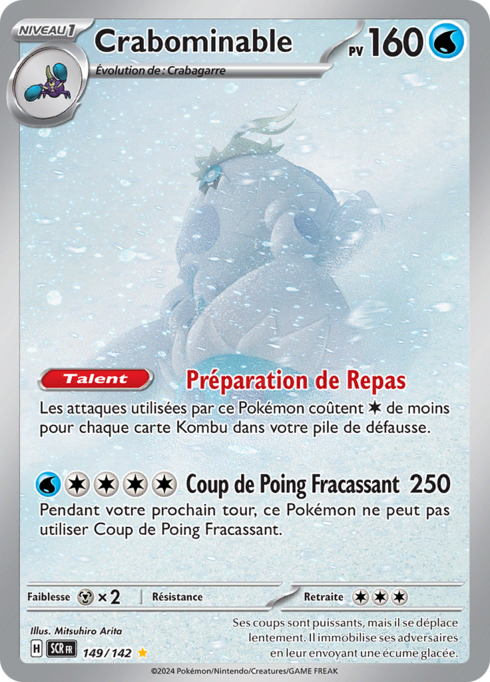 NIVEAU 1
Crabominable
PV 160
Évolution de : Crabagarre
Talent Préparation de Repas
Les attaques utilisées par ce Pokémon coûtent de moins
pour chaque carte Kombu dans votre pile de défausse.
Coup de Poing Fracassant 250
Pendant votre prochain tour, ce Pokémon ne peut pas
utiliser Coup de Poing Fracassant.
Faiblesse ×2 Résistance Retraite
Illus. Mitsuhiro Arita
H SCR FR 149/142
Ses coups sont puissants, mais il se déplace
lentement. Il immobilise ses adversaires
en leur envoyant une écume glacée.
©2024 Pokémon/Nintendo/Creatures/GAME FREAK